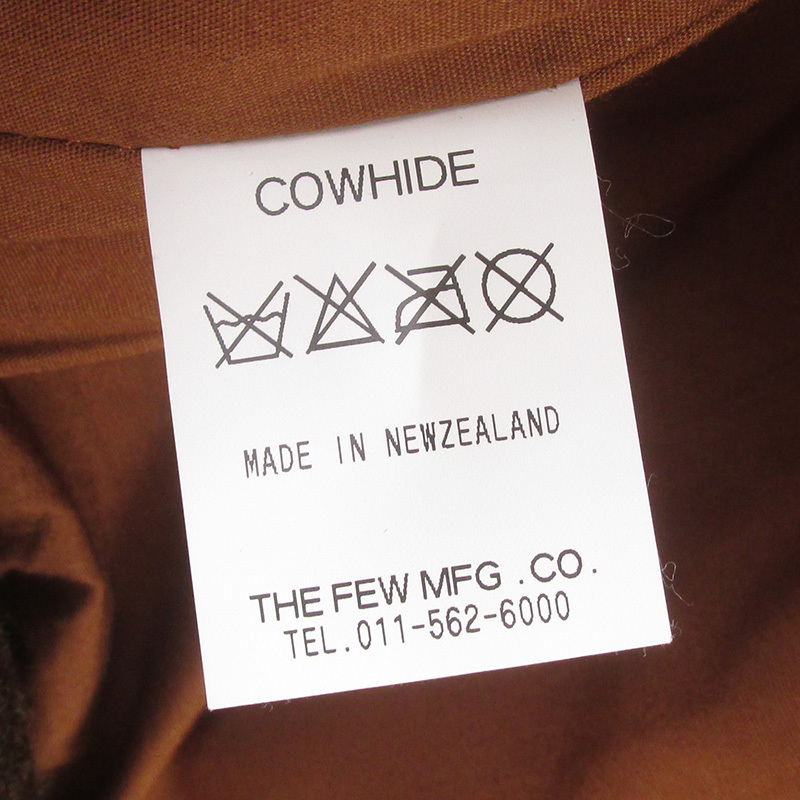 COWHIDE
MADE IN NEWZEALAND
THE FEW MFG .CO.
TEL.011-562-6000